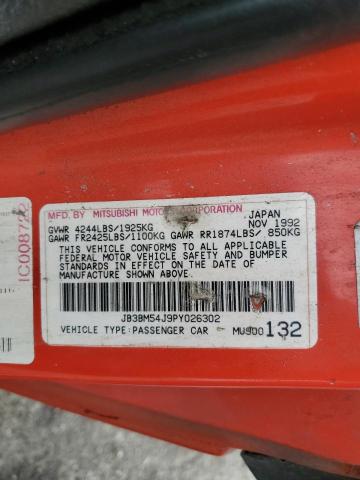 MFD. BY MITSUBISHI MOTORS CORPORATION
JAPAN
GVWR 4244LBS/1925KG NOV 1992
GAWR FR2425LBS/1100KG GAWR RR1874LBS/ 850KG
THIS VEHICLE CONFORMS TO ALL APPLICABLE
FEDERAL MOTOR VEHICLE SAFETY AND BUMPER
STANDARDS IN EFFECT ON THE DATE OF
MANUFACTURE SHOWN ABOVE.
JB3BM54J9PY026302
VEHICLE TYPE:PASSENGER CAR MU900132
1C008722